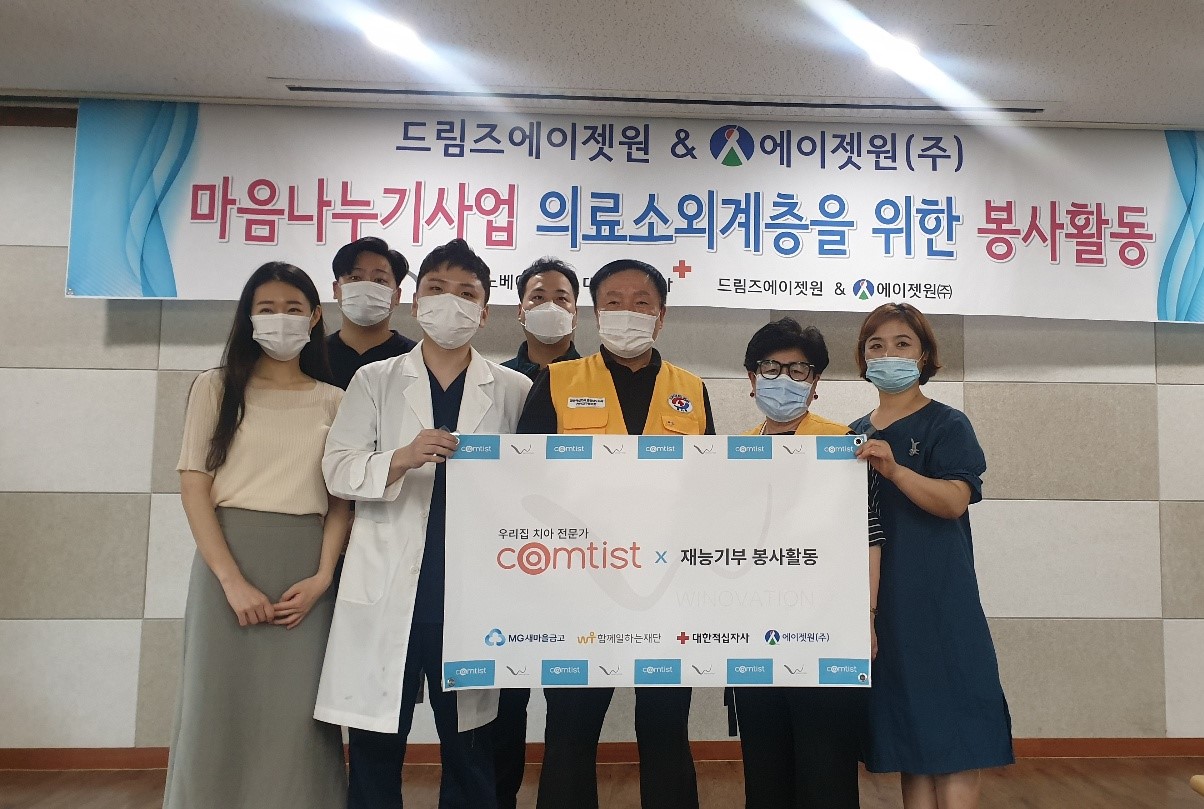 드림즈에이젯원 & 에이젯원(주)
마음나누기사업 의료소외계층을 위한 봉사활동
드림즈에이젯원 & 에이젯원㈜
comtist comtist comtist comtist comtist
우리집 치아 전문가
comtist x 재능기부 봉사활동
WINOVATION
MG새마을금고 함께일하는재단 대한적십자사 에이젯원(주)
comtist comtist comtist comtist comtist